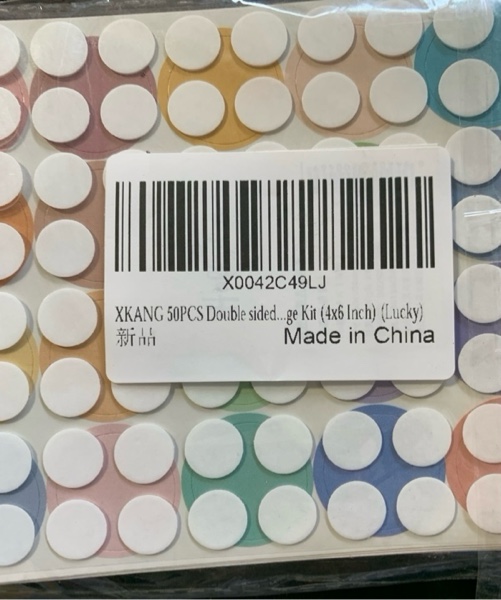 X0042C49LJ
XKANG 50PCS Double sided...ge Kit (4x6 Inch) (Lucky)
新品
Made in China